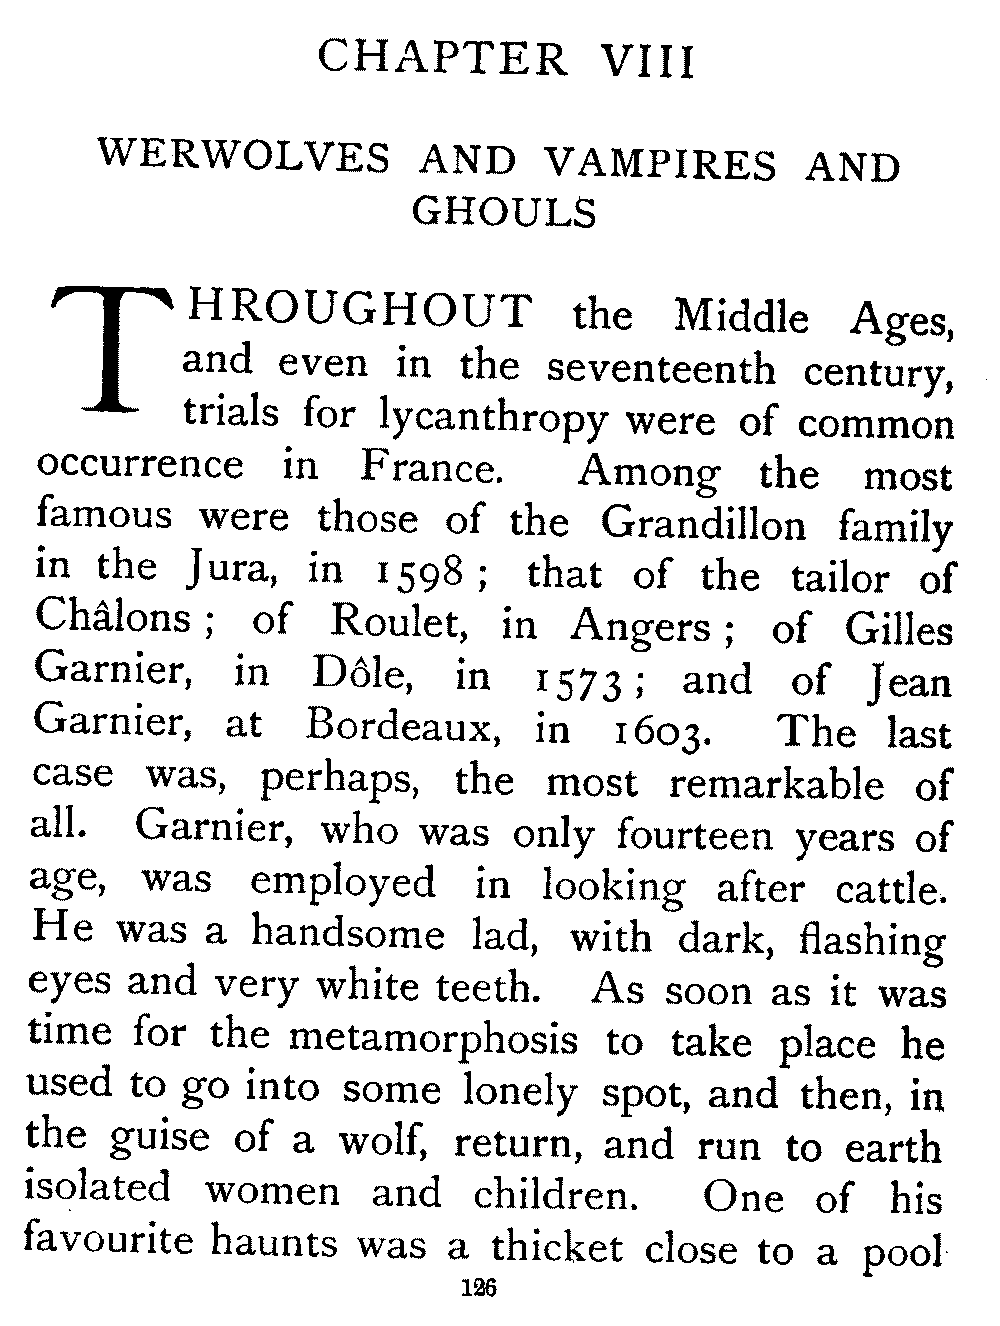 CHAPTER VIII
WERWOLVES AND VAMPIRES AND
GHOULS
THROUGHOUT the Middle Ages,
and even in the seventeenth century,
trials for lycanthropy were of common
occurrence in France. Among the most
famous were those of the Grandillon family
in the Jura, in 1598; that of the tailor of
Châlons; of Roulet, in Angers; of Gilles
Garnier, in Dôle, in 1573; and of Jean
Garnier, at Bordeaux, in 1603. The last
case was, perhaps, the most remarkable of
all. Garnier, who was only fourteen years of
age, was employed in looking after cattle.
He was a handsome lad, with dark, flashing
eyes and very white teeth. As soon as it was
time for the metamorphosis to take place he
used to go into some lonely spot, and then, in
the guise of a wolf, return, and run to earth
isolated women and children. One of his
favourite haunts was a thicket close to a pool
126